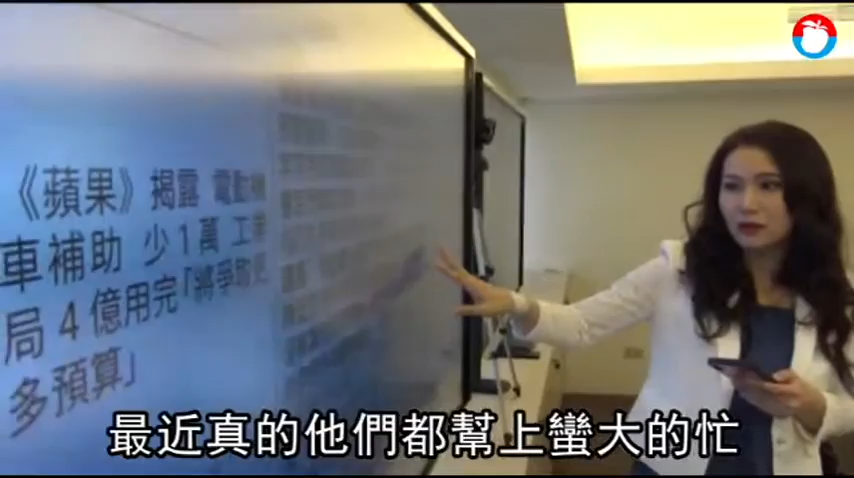 《蘋果》揭露 電動機
車補助 少1萬 工業
局4億用完「將爭取更
多預算」
最近真的他們都幫上蠻大的忙